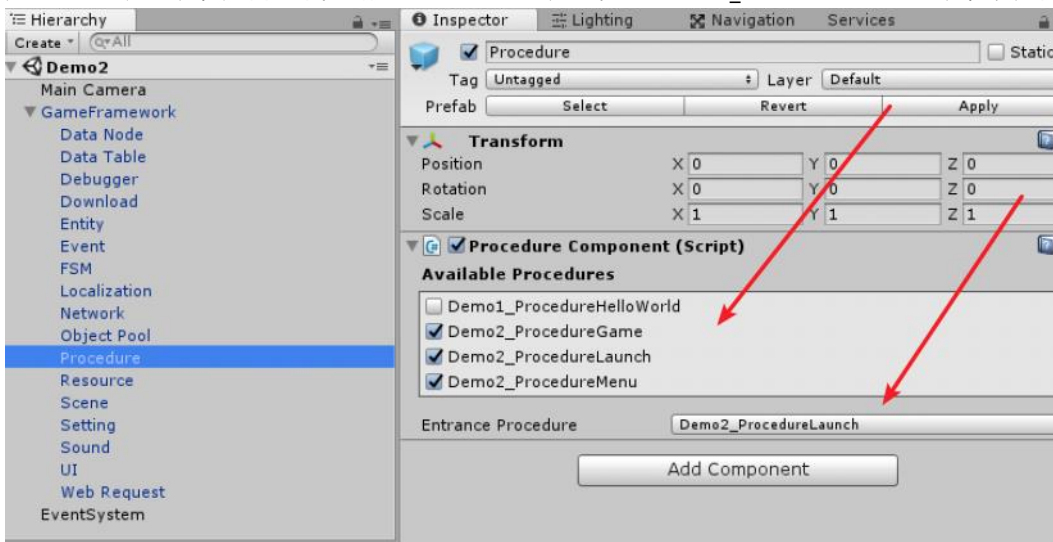 Hierarchy
Create
All
Demo2
Main Camera
GameFramework
Data Node
Data Table
Debugger
Download
Entity
Event
FSM
Localization
Network
Object Pool
Procedure
Resource
Scene
Setting
Sound
UI
Web Request
EventSystem
Inspector Lighting Navigation Services
Procedure Static
Tag Untagged Layer Default
Prefab Select Revert Apply
Transform
Position X 0 Y 0 Z 0
Rotation X 0 Y 0 Z 0
Scale X 1 Y 1 Z 1
Procedure Component (Script)
Available Procedures
Demo1_ProcedureHelloWorld
Demo2_ProcedureGame
Demo2_ProcedureLaunch
Demo2_ProcedureMenu
Entrance Procedure Demo2_ProcedureLaunch
Add Component